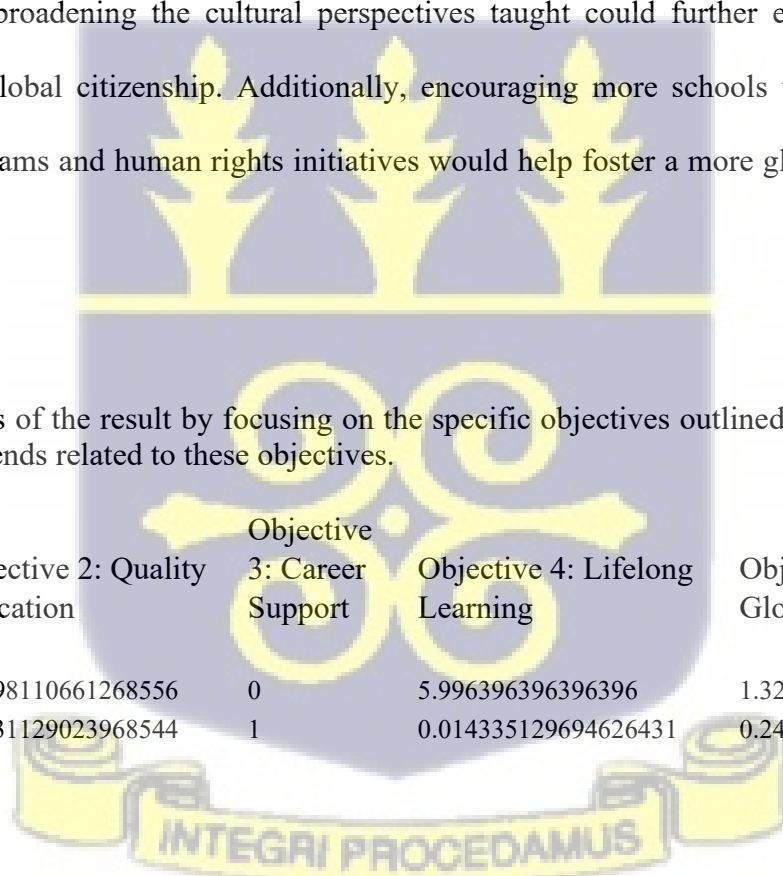 broadening the cultural perspectives taught could further
lobal citizenship. Additionally, encouraging more schools
ams and human rights initiatives would help foster a more
s of the result by focusing on the specific objectives outlined
ends related to these objectives.
Objective
ective 2: Quality 3: Career Objective 4: Lifelong
cation Support Learning
98110661268556 0 5.996396396396396 1.32
31129023968544 1 0.014335129694626431 0.24
INTEGRI PROCEDAMUS